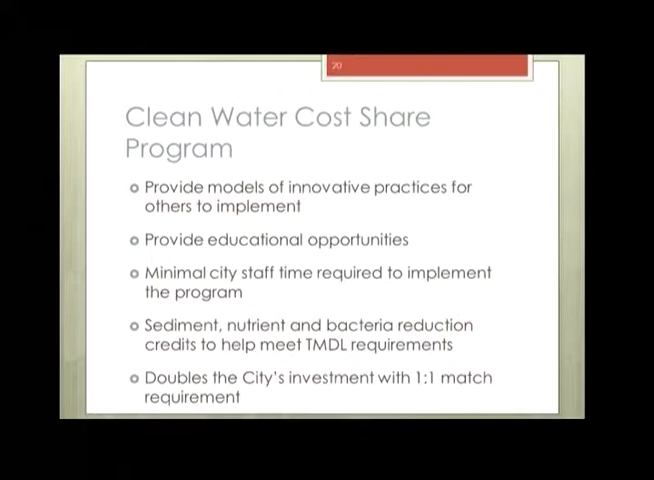 20
Clean Water Cost Share
Program
Provide models of innovative practices for
others to implement
Provide educational opportunities
Minimal city staff time required to implement
the program
Sediment, nutrient and bacteria reduction
credits to help meet TMDL requirements
Doubles the City's investment with 1:1 match
requirement